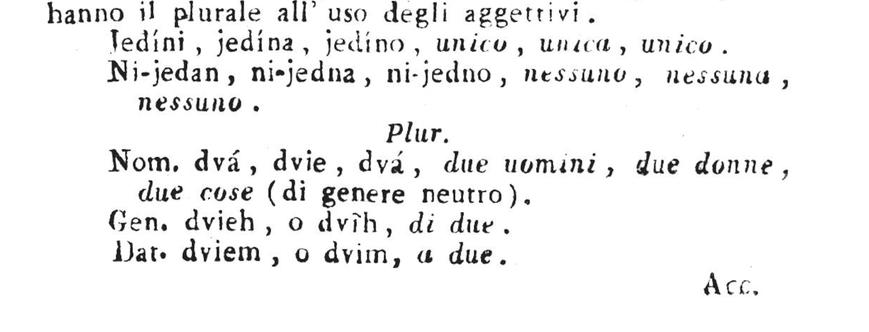 hanno il plurale all' uso degli aggettivi.
Jedíni, jedína, jedíno, unico, unica, unico.
Ni-jedan, ni-jedna, ni-jedno, nessuno, nessuna,
nessuno.
Plur.
Nom. dvá, dvie, dvá, due uomini, due donne,
due cose (di genere neutro).
Gen. dvieh, o dvîh, di due.
Dat. dviem, o dvim, a due.
Acc.